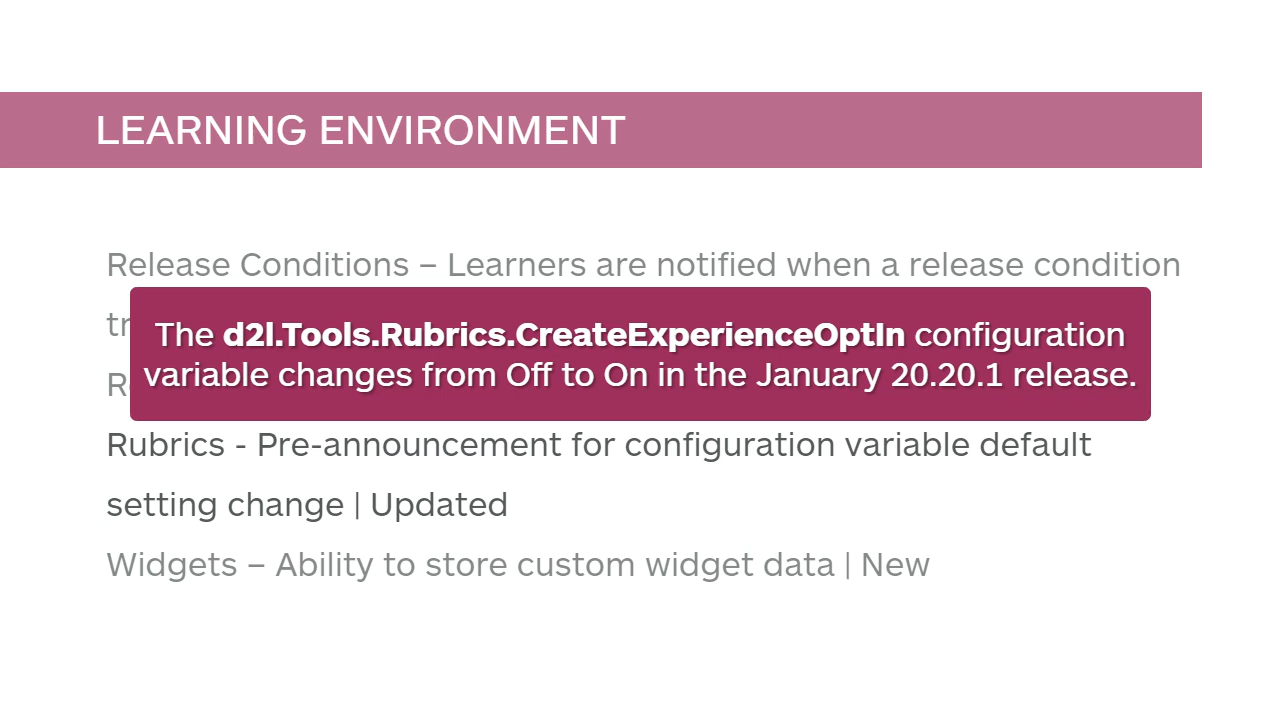 LEARNING ENVIRONMENT
Release Conditions – Learners are notified when a release condition
The d2l.Tools.Rubrics.CreateExperienceOptIn configuration
variable changes from Off to On in the January 20.20.1 release.
Rubrics - Pre-announcement for configuration variable default
setting change | Updated
Widgets – Ability to store custom widget data | New